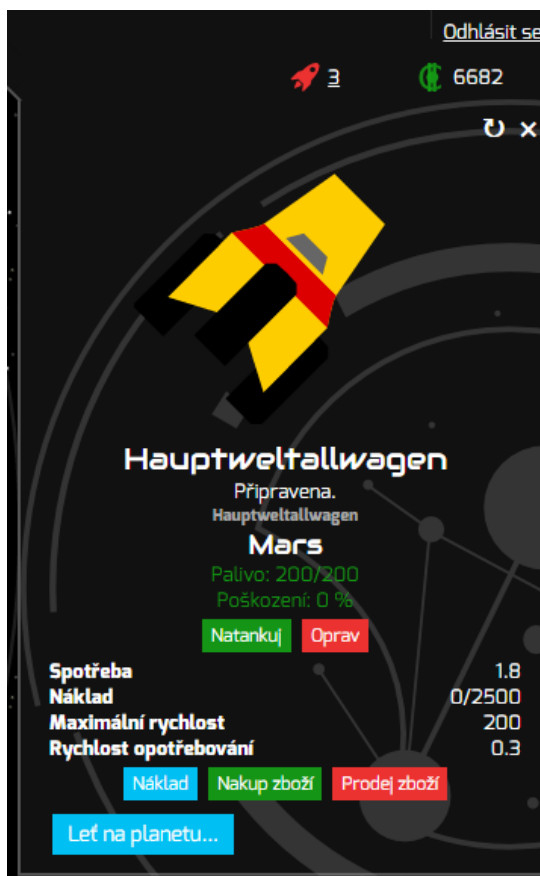 Odhlásit se
3 6682
Hauptweltallwagen
Připravena.
Hauptweltallwagen
Mars
Palivo: 200/200
Poškození: 0 %
Natankuj Oprav
Spotřeba 1.8
Náklad 0/2500
Maximální rychlost 200
Rychlost opotřebování 0.3
Náklad Nakup zboží Prodej zboží
Leť na planetu...